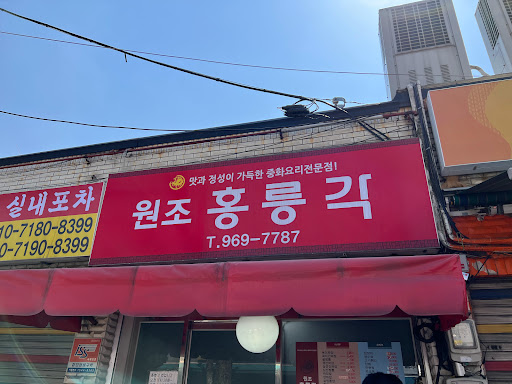 맛과 정성이 가득한 중화요리전문점!
원조 홍릉각
T.969-7787
실내포차
10-7180-8399
0-7190-8399